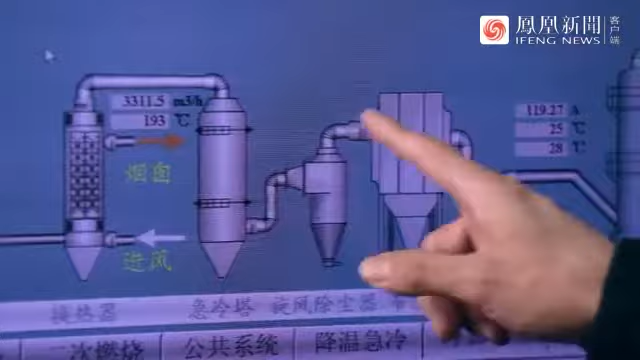 鳳凰新聞
客户端
IFENG NEWS
3311.5 m3/h
193 ℃
烟囱
进风
119.27 A
25 ℃
28 ℃
换热器 急冷塔 旋风除尘器
二次燃烧 公共系统 降温急冷